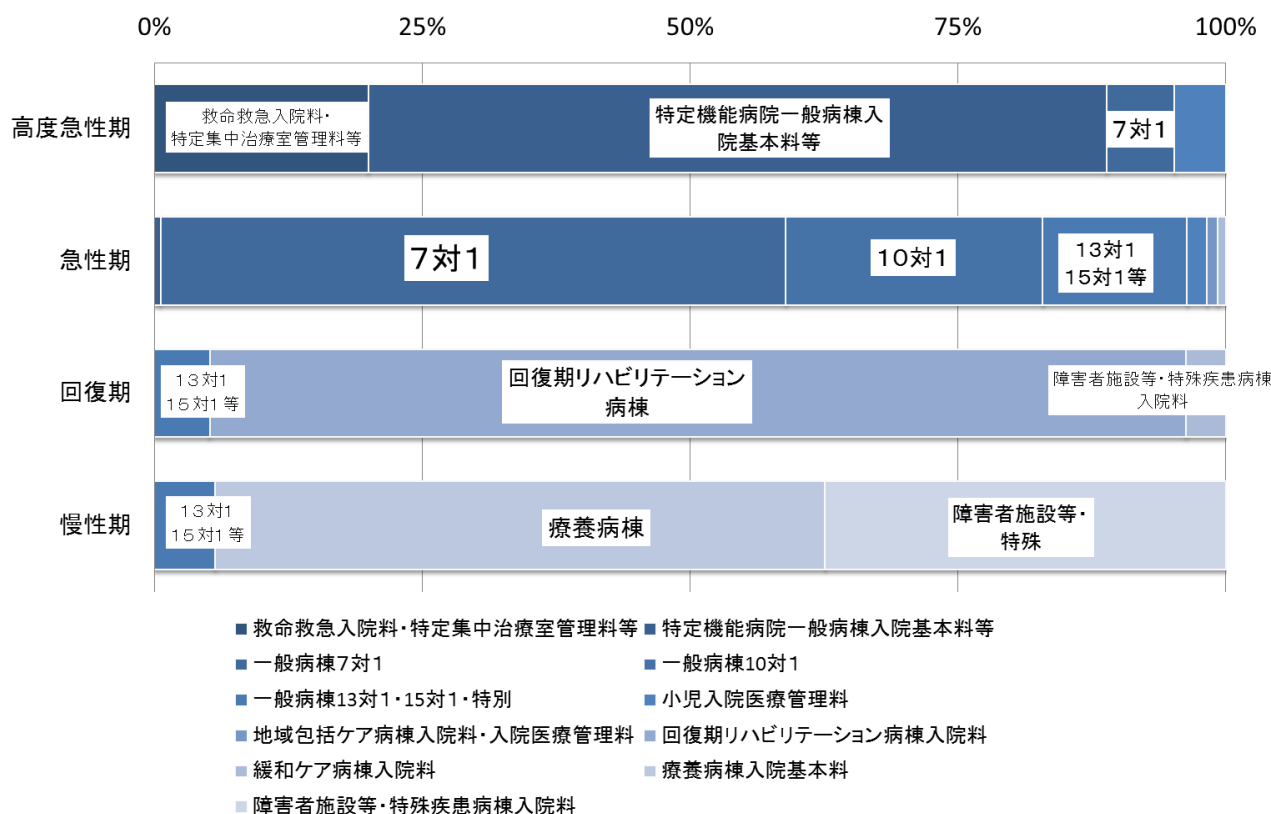 0% 25% 50% 75% 100%
高度急性期
救命救急入院料・
特定集中治療室管理料等
特定機能病院一般病棟入
院基本料等
7対1
急性期
7対1
10対1
13対1
15対1等
回復期
13対1
15対1等
回復期リハビリテーション
病棟
障害者施設等・特殊疾患病棟
入院料
慢性期
13対1
15対1等
療養病棟
障害者施設等・
特殊
救命救急入院料・特定集中治療室管理料等
特定機能病院一般病棟入院基本料等
一般病棟7対1
一般病棟10対1
一般病棟13対1・15対1・特別
小児入院医療管理料
地域包括ケア病棟入院料・入院医療管理料
回復期リハビリテーション病棟入院料
緩和ケア病棟入院料
療養病棟入院基本料
障害者施設等・特殊疾患病棟入院料